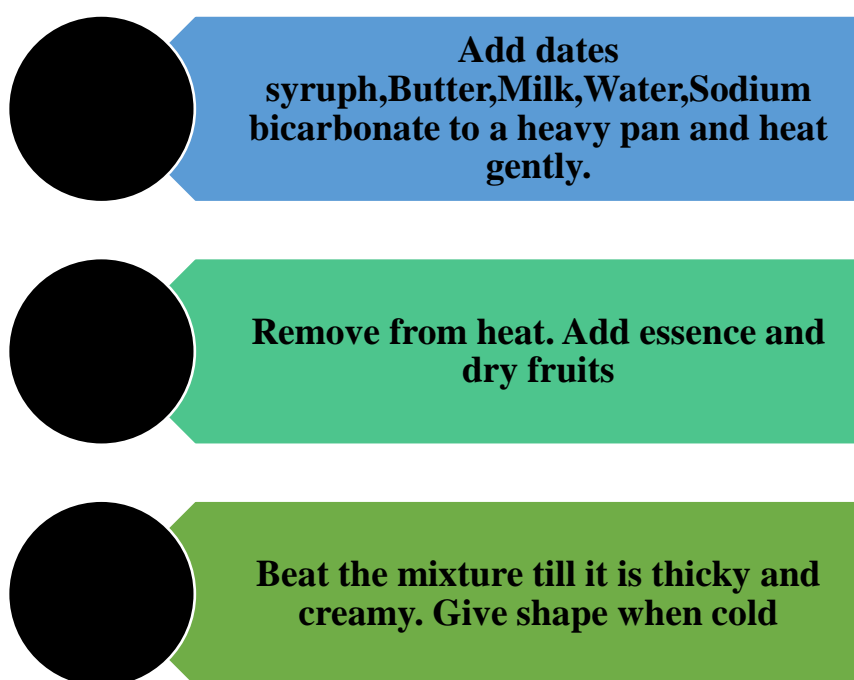 Add dates
syruph,Butter,Milk,Water,Sodium
bicarbonate to a heavy pan and heat
gently.
Remove from heat. Add essence and
dry fruits
Beat the mixture till it is thicky and
creamy. Give shape when cold